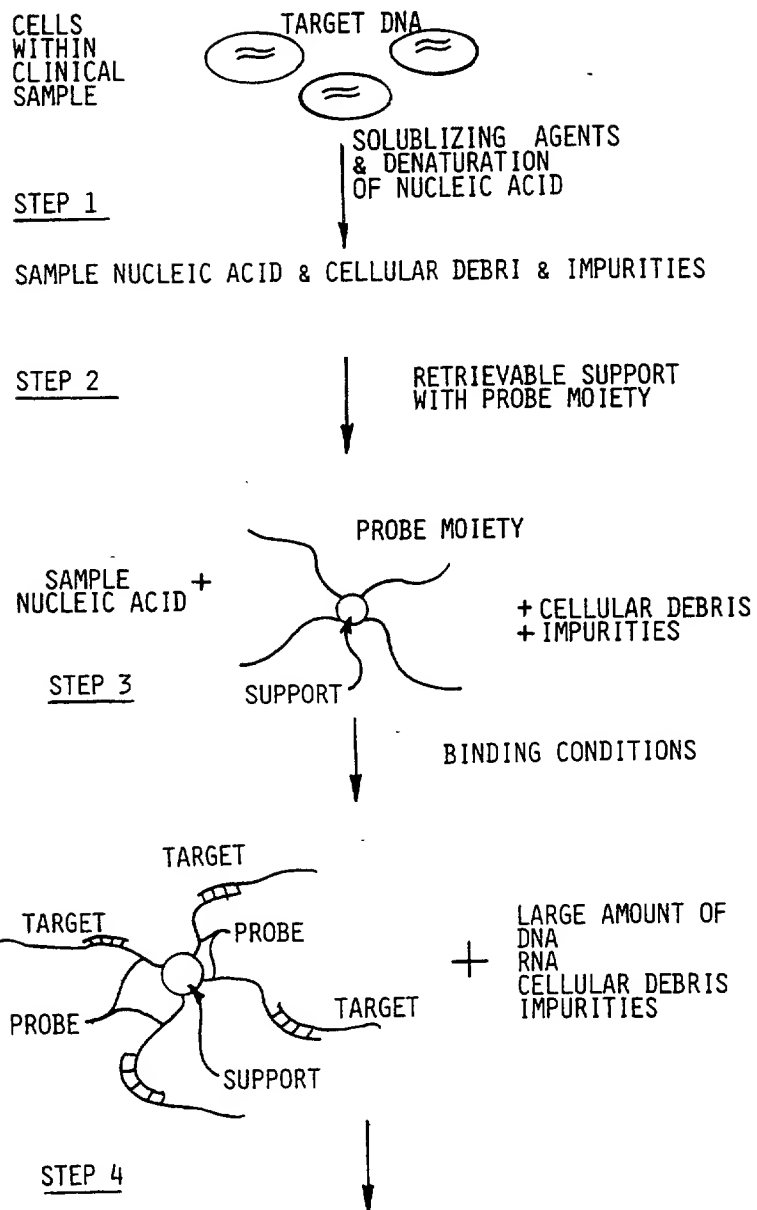 CELLS
WITHIN
CLINICAL
SAMPLE
TARGET DNA
SOLUBLIZING AGENTS
& DENATURATION
OF NUCLEIC ACID
STEP 1
SAMPLE NUCLEIC ACID & CELLULAR DEBRI & IMPURITIES
STEP 2
RETRIEVABLE SUPPORT
WITH PROBE MOIETY
PROBE MOIETY
SAMPLE +
NUCLEIC ACID
+ CELLULAR DEBRIS
+ IMPURITIES
STEP 3
SUPPORT
BINDING CONDITIONS
TARGET
TARGET
PROBE
+
LARGE AMOUNT OF
DNA
RNA
CELLULAR DEBRIS
IMPURITIES
TARGET
PROBE
SUPPORT
STEP 4